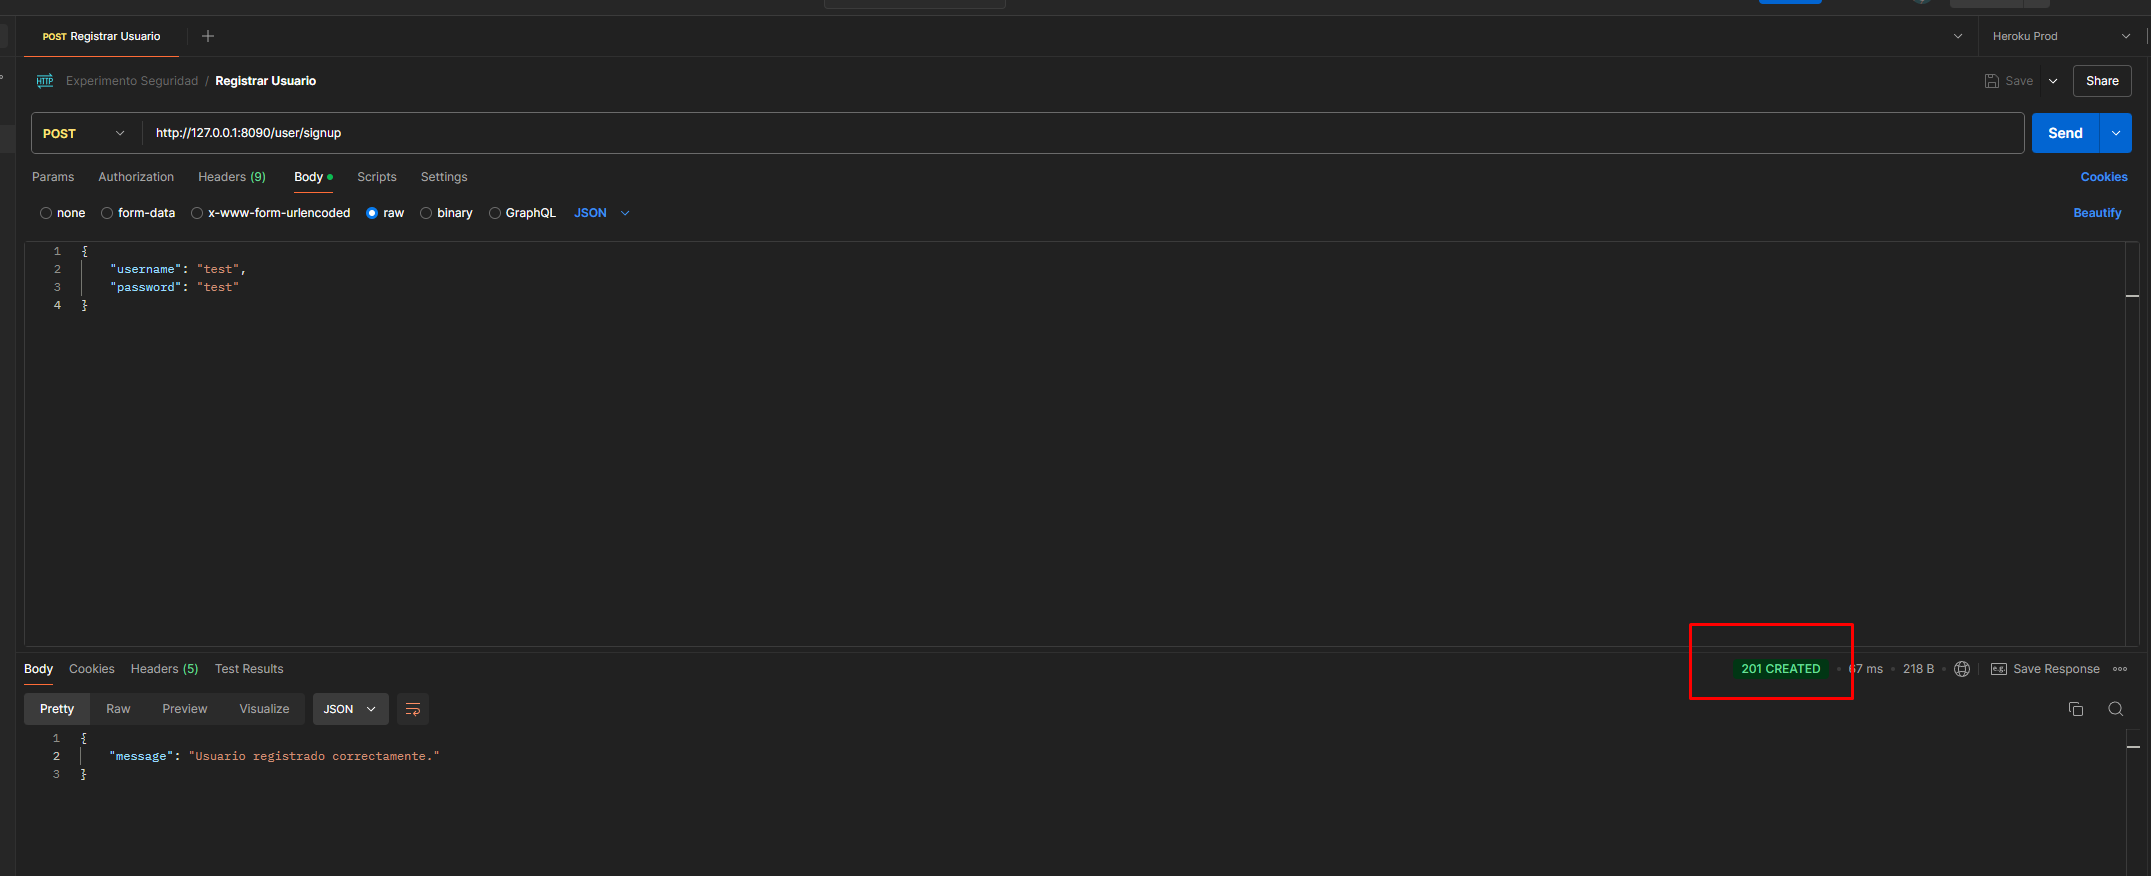 POST Registrar Usuario
Heroku Prod
Experimento Seguridad / Registrar Usuario
Save
Share
POST http://127.0.0.1:8090/user/signup
Send
Params Authorization Headers (9) Body Scripts Settings
Cookies
none form-data x-www-form-urlencoded raw binary GraphQL JSON
Beautify
1 {
2 "username": "test",
3 "password": "test"
4 }
Body Cookies Headers (5) Test Results
201 CREATED 67 ms 218 B Save Response
Pretty Raw Preview Visualize JSON
1 {
2 "message": "Usuario registrado correctamente."
3 }